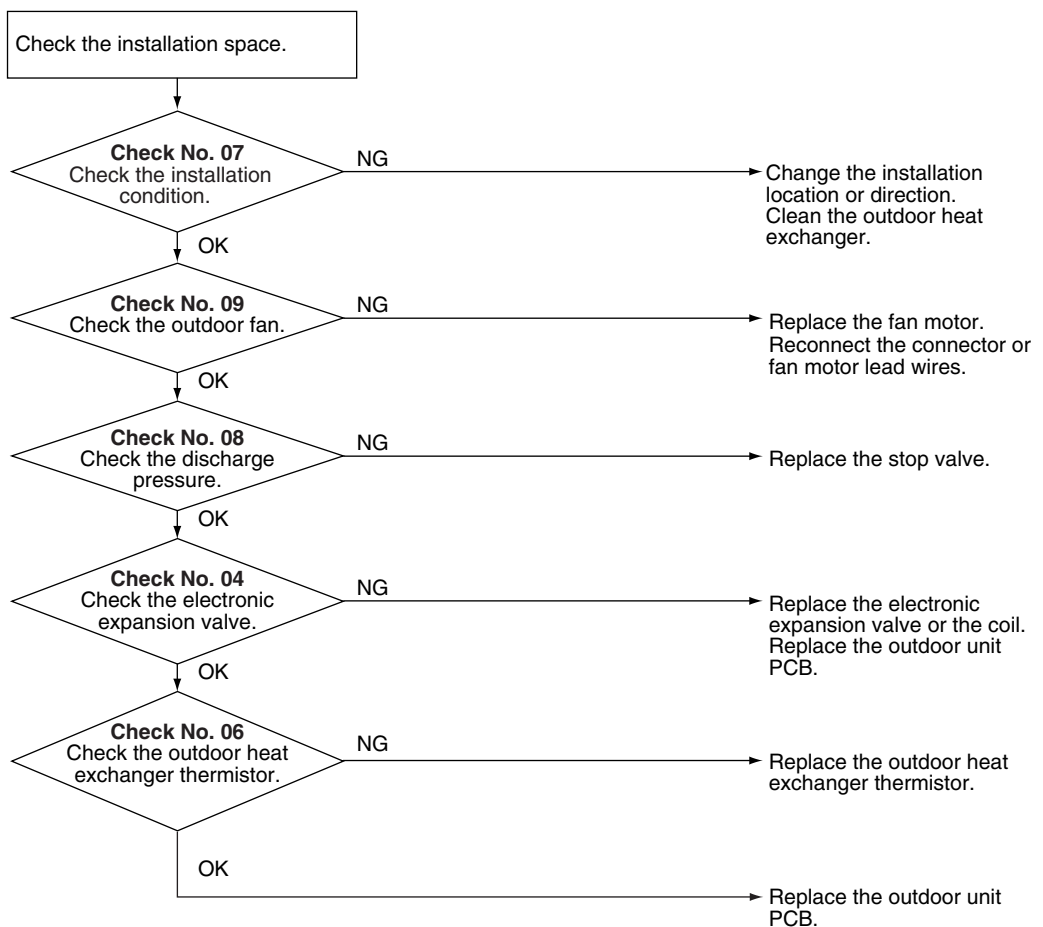 Check the installation space.
Check No. 07
Check the installation
condition.
NG
Change the installation
location or direction.
Clean the outdoor heat
exchanger.
OK
Check No. 09
Check the outdoor fan.
NG
Replace the fan motor.
Reconnect the connector or
fan motor lead wires.
OK
Check No. 08
Check the discharge
pressure.
NG
Replace the stop valve.
OK
Check No. 04
Check the electronic
expansion valve.
NG
Replace the electronic
expansion valve or the coil.
Replace the outdoor unit
PCB.
OK
Check No. 06
Check the outdoor heat
exchanger thermistor.
NG
Replace the outdoor heat
exchanger thermistor.
OK
Replace the outdoor unit
PCB.